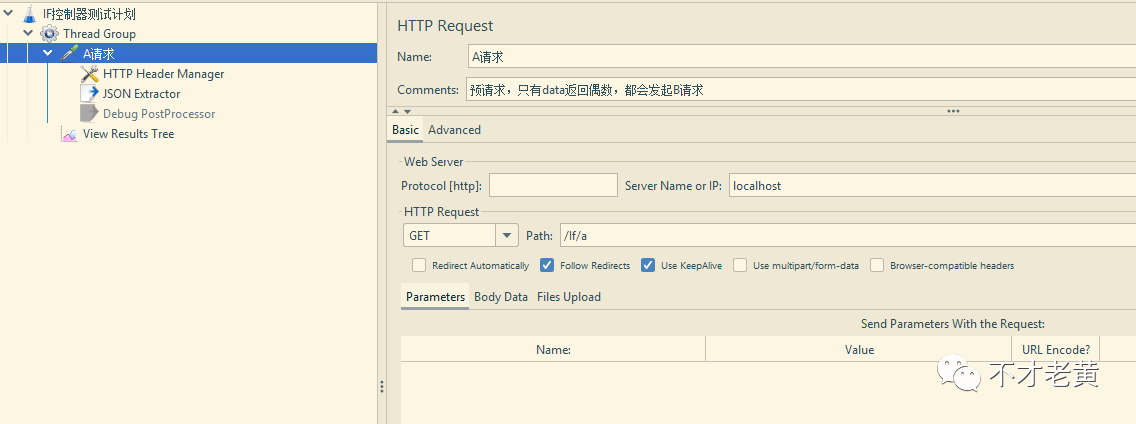 IF控制器测试计划
Thread Group
A请求
HTTP Header Manager
JSON Extractor
Debug PostProcessor
View Results Tree
HTTP Request
Name: A请求
Comments: 预请求，只有data返回偶数，都会发起B请求
Basic Advanced
Web Server
Protocol [http]: Server Name or IP: localhost
HTTP Request
GET Path: /If/a
Redirect Automatically Follow Redirects Use KeepAlive Use multipart/form-data Browser-compatible headers
Parameters Body Data Files Upload
Send Parameters With the Request:
Name: Value URL Encode?
不才老黄